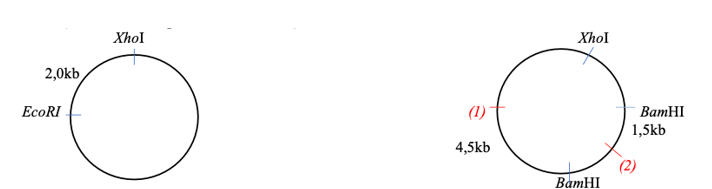 XhoI
2,0kb
EcoRI
XhoI
(1)
BamHI
1,5kb
4,5kb
(2)
BamHI